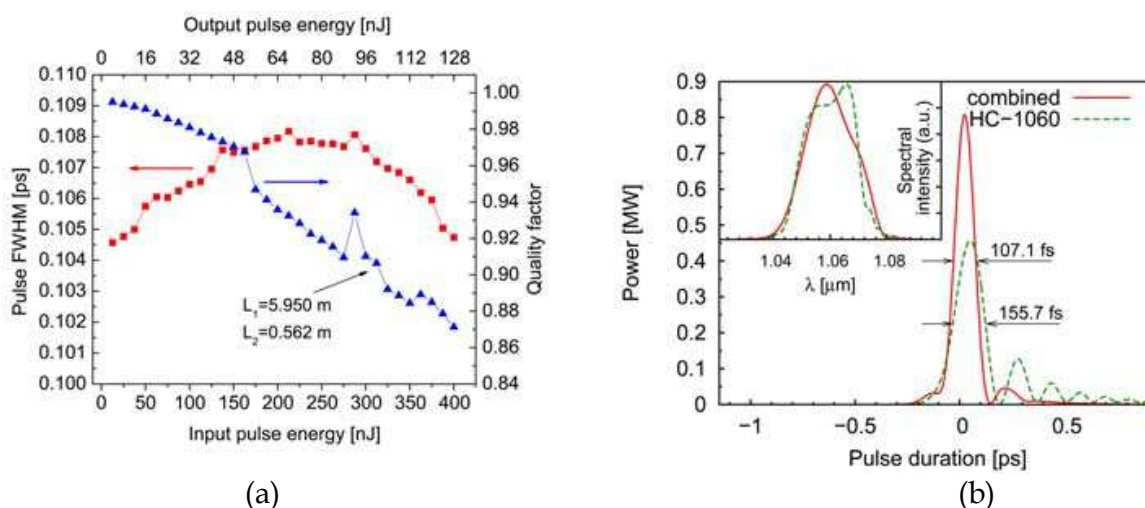 Output pulse energy [nJ]
0 16 32 48 64 80 96 112 128
0.110
0.109
0.108
0.107
0.106
0.105
0.104
0.103
0.102
0.101
0.100
Pulse FWHM [ps]
1.00
0.98
0.96
0.94
0.92
0.90
0.88
0.86
0.84
Quality factor
L₁=5.950 m
L₂=0.562 m
0 50 100 150 200 250 300 350 400
Input pulse energy [nJ]
(a)
0.9
0.8
0.7
0.6
0.5
0.4
0.3
0.2
0.1
0
Power [MW]
combined
HC−1060
Spectral
intensity (a.u.)
1.04 1.06 1.08
λ [μm]
107.1 fs
155.7 fs
−1 −0.5 0 0.5
Pulse duration [ps]
(b)